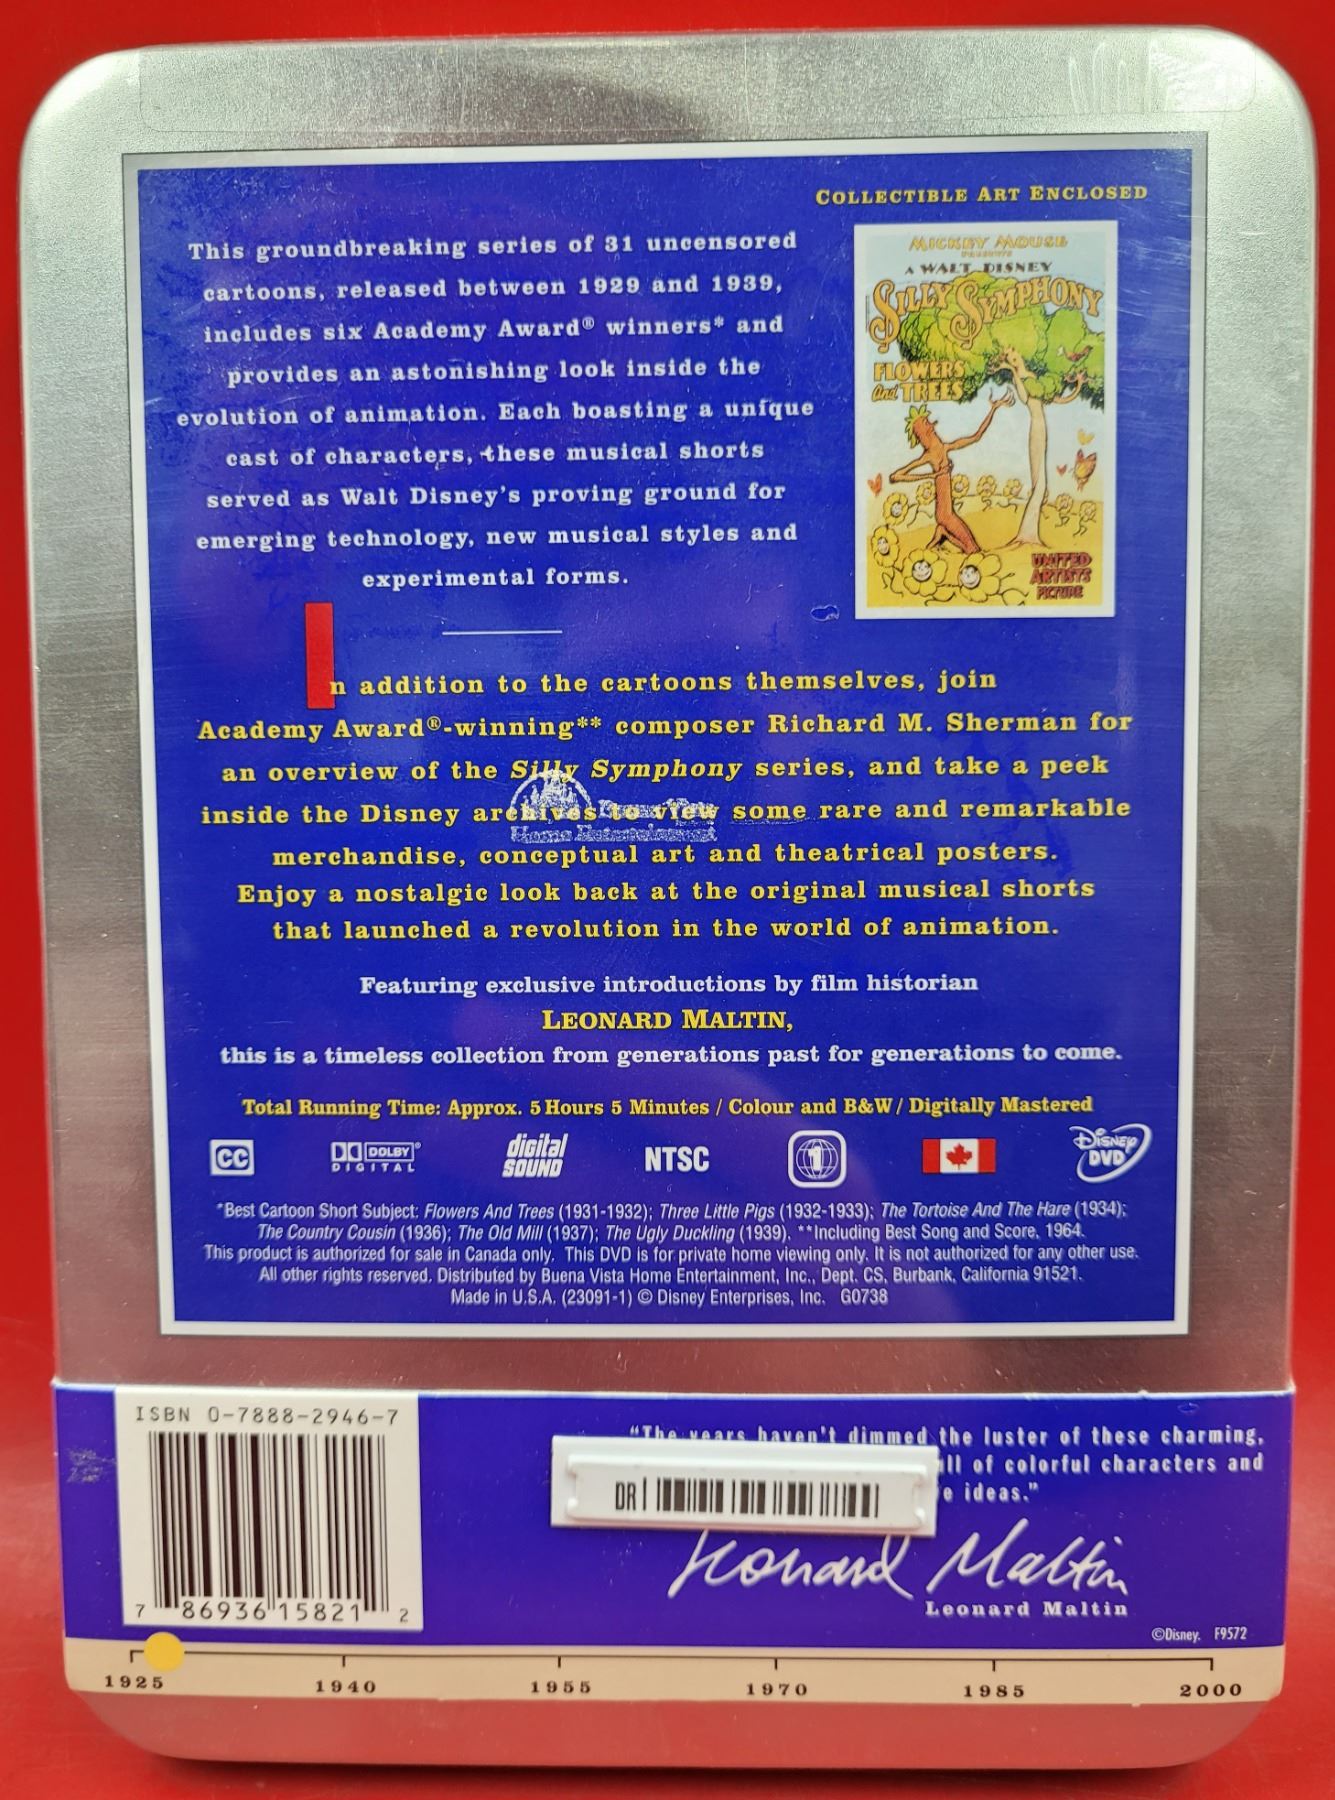 COLLECTIBLE ART ENCLOSED
This groundbreaking series of 31 uncensored
cartoons, released between 1929 and 1939,
includes six Academy Award® winners* and
provides an astonishing look inside the
evolution of animation. Each boasting a unique
cast of characters, these musical shorts
served as Walt Disney's proving ground for
emerging technology, new musical styles and
experimental forms.
MICKEY MOUSE
PRESENTS
A WALT DISNEY
SILLY SYMPHONY
FLOWERS
and TREES
UNITED
ARTISTS
PICTURE
n addition to the cartoons themselves, join
Academy Award®-winning** composer Richard M. Sherman for
an overview of the Silly Symphony series, and take a peek
inside the Disney archives to view some rare and remarkable
Home Entertainment
merchandise, conceptual art and theatrical posters.
Enjoy a nostalgic look back at the original musical shorts
that launched a revolution in the world of animation.
Featuring exclusive introductions by film historian
LEONARD MALTIN,
this is a timeless collection from generations past for generations to come.
Total Running Time: Approx. 5 Hours 5 Minutes / Colour and B&W / Digitally Mastered
CC
DOLBY®
DIGITAL
digital
SOUND
NTSC
1
DISNEY
DVD
*Best Cartoon Short Subject: Flowers And Trees (1931-1932); Three Little Pigs (1932-1933); The Tortoise And The Hare (1934);
The Country Cousin (1936); The Old Mill (1937); The Ugly Duckling (1939). **Including Best Song and Score, 1964.
This product is authorized for sale in Canada only. This DVD is for private home viewing only. It is not authorized for any other use.
All other rights reserved. Distributed by Buena Vista Home Entertainment, Inc., Dept. CS, Burbank, California 91521.
Made in U.S.A. (23091-1) © Disney Enterprises, Inc. G0738
ISBN 0-7888-2946-7
7 86936 15821 2
"The years haven't dimmed the luster of these charming,
of colorful characters and
ideas."
DR
Leonard Maltin
Leonard Maltin
©Disney. F9572
1925 1940 1955 1970 1985 2000